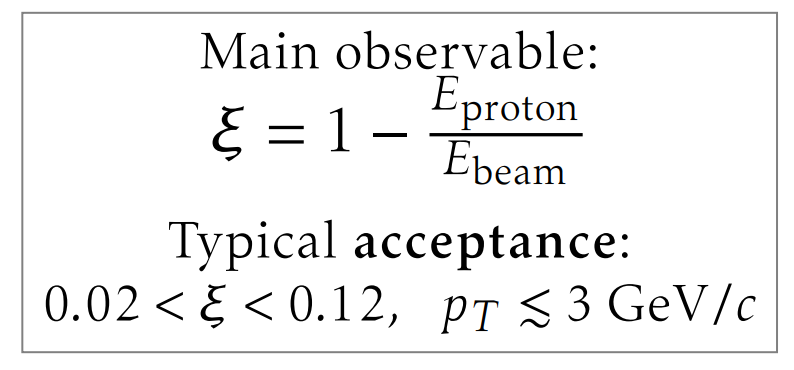 Main observable:
ξ = 1 − E_proton / E_beam
Typical acceptance:
0.02 < ξ < 0.12, p_T ≲ 3 GeV/c